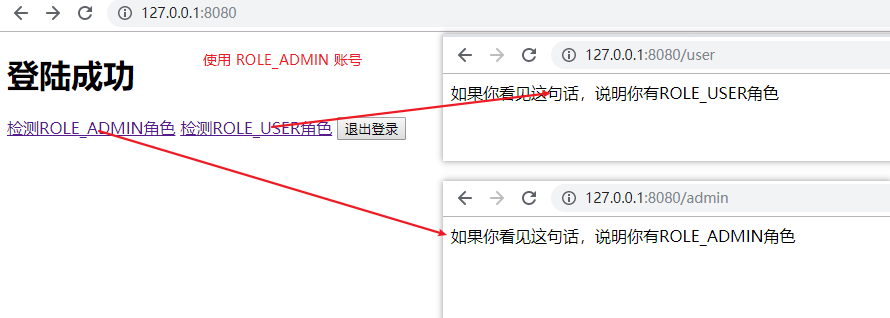 127.0.0.1:8080
登陆成功
使用 ROLE_ADMIN 账号
检测ROLE_ADMIN角色 检测ROLE_USER角色 退出登录
127.0.0.1:8080/user
如果你看见这句话，说明你有ROLE_USER角色
127.0.0.1:8080/admin
如果你看见这句话，说明你有ROLE_ADMIN角色